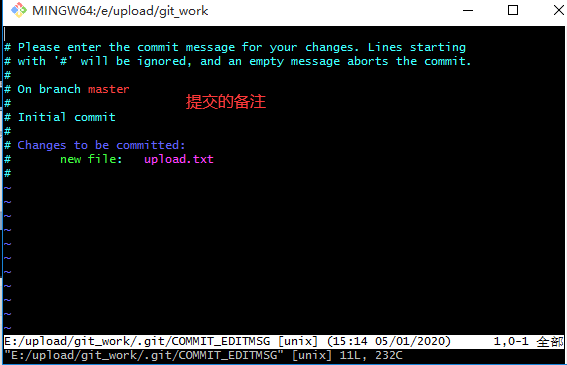 MINGW64:/e/upload/git_work
# Please enter the commit message for your changes. Lines starting
# with '#' will be ignored, and an empty message aborts the commit.
#
# On branch master
#
提交的备注
# Initial commit
#
# Changes to be committed:
#       new file:   upload.txt
#
~
~
~
~
~
~
~
~
~
~
~
E:/upload/git_work/.git/COMMIT_EDITMSG [unix] (15:14 05/01/2020) 1,0-1 全部
"E:/upload/git_work/.git/COMMIT_EDITMSG" [unix] 11L, 232C